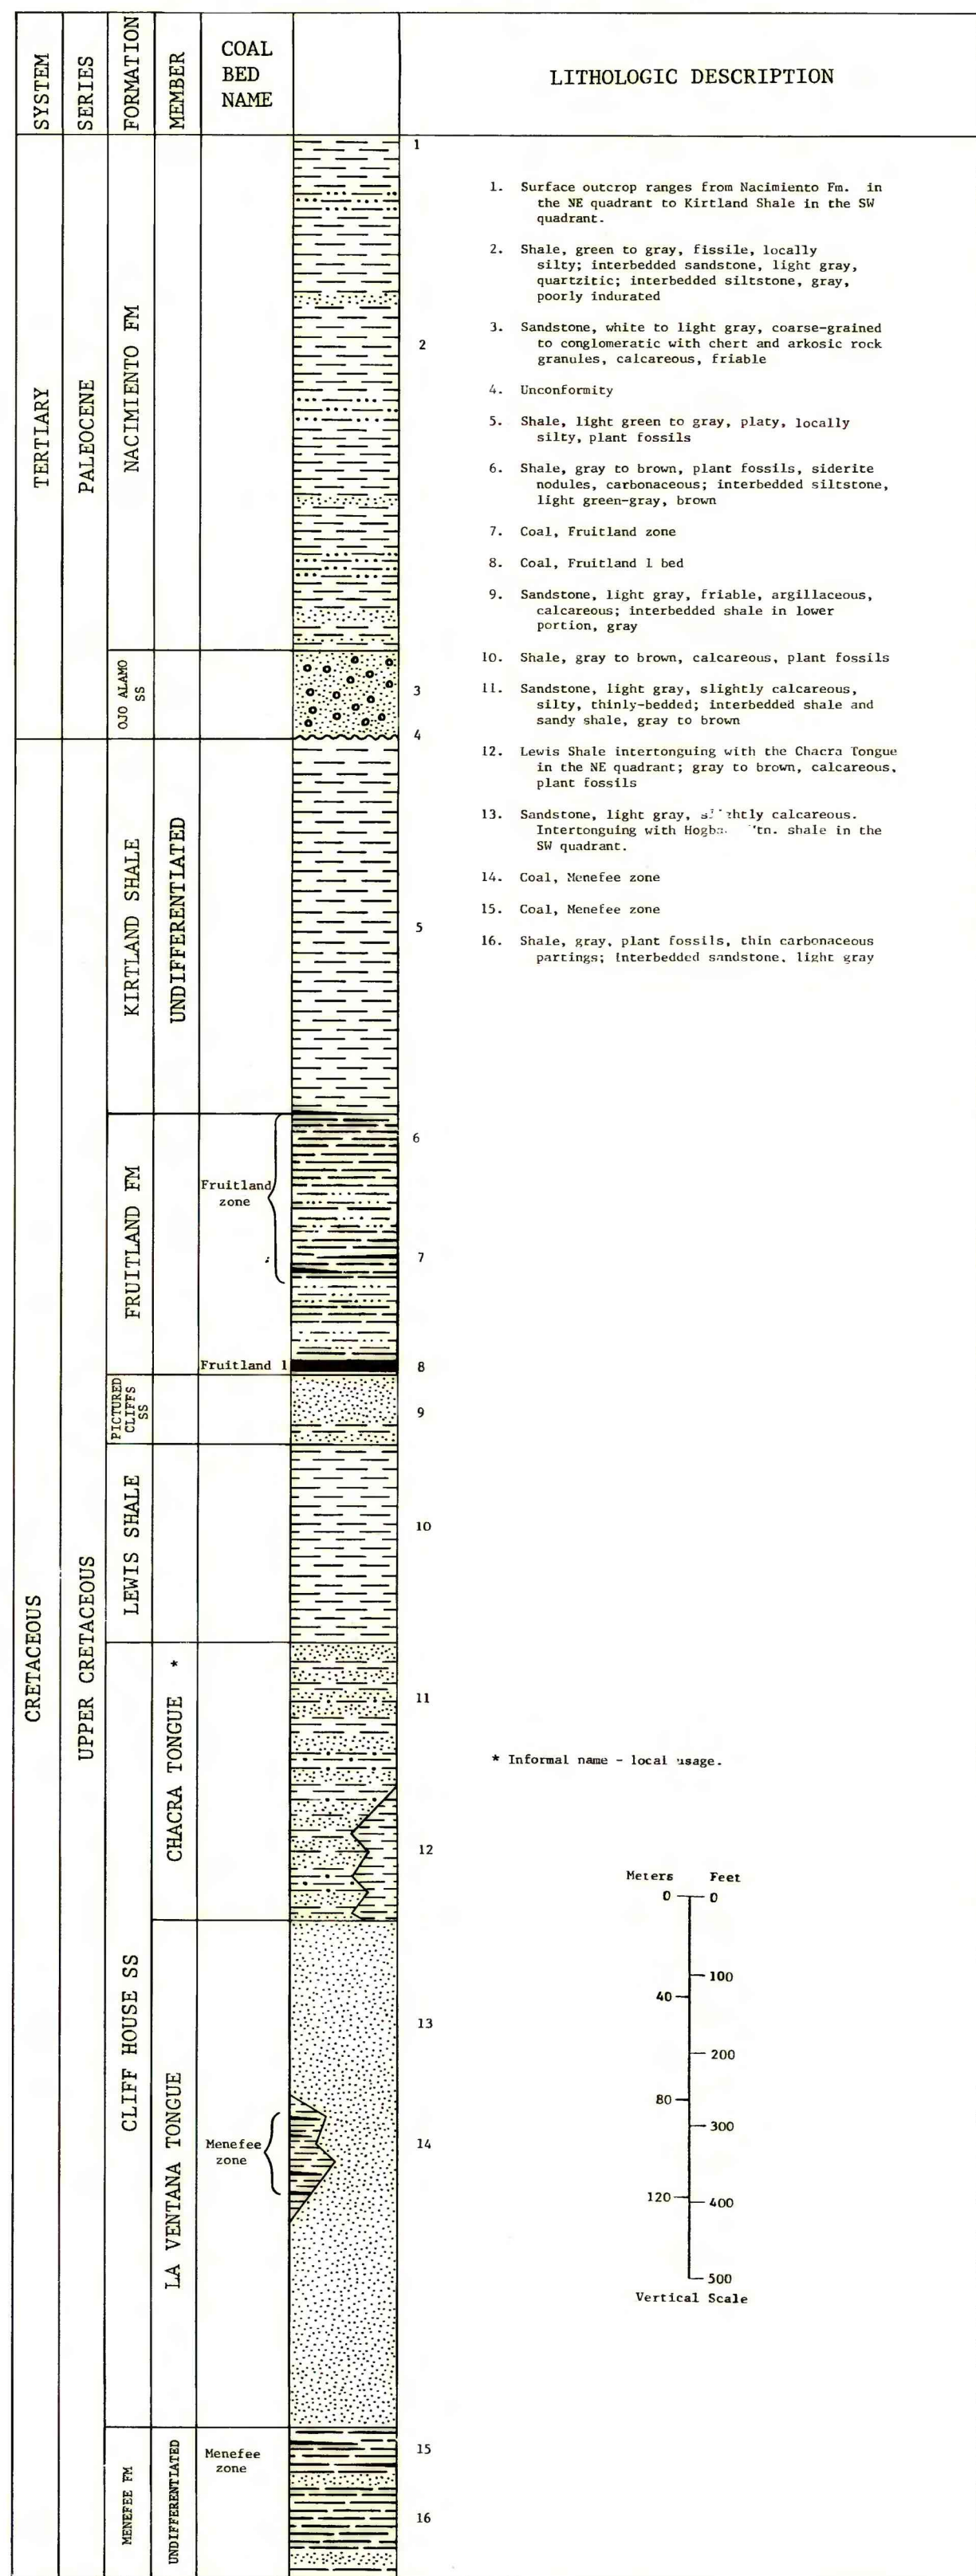 SYSTEM
SERIES
FORMATION
MEMBER
COAL
BED
NAME
LITHOLOGIC DESCRIPTION
TERTIARY
PALEOCENE
NACIMIENTO FM
OJO ALAMO
SS
CRETACEOUS
UPPER CRETACEOUS
KIRTLAND SHALE
UNDIFFERENTIATED
FRUITLAND FM
Fruitland
zone
Fruitland 1
PICTURED
CLIFFS
SS
LEWIS SHALE
CLIFF HOUSE SS
CHACRA TONGUE *
LA VENTANA TONGUE
Menefee
zone
MENEFEE FM
UNDIFFERENTIATED
Menefee
zone
1
2
3
4
5
6
7
8
9
10
11
12
13
14
15
16
1. Surface outcrop ranges from Nacimiento Fm. in
the NE quadrant to Kirtland Shale in the SW
quadrant.
2. Shale, green to gray, fissile, locally
silty; interbedded sandstone, light gray,
quartzitic; interbedded siltstone, gray,
poorly indurated
3. Sandstone, white to light gray, coarse-grained
to conglomeratic with chert and arkosic rock
granules, calcareous, friable
4. Unconformity
5. Shale, light green to gray, platy, locally
silty, plant fossils
6. Shale, gray to brown, plant fossils, siderite
nodules, carbonaceous; interbedded siltstone,
light green-gray, brown
7. Coal, Fruitland zone
8. Coal, Fruitland 1 bed
9. Sandstone, light gray, friable, argillaceous,
calcareous; interbedded shale in lower
portion, gray
10. Shale, gray to brown, calcareous, plant fossils
11. Sandstone, light gray, slightly calcareous,
silty, thinly-bedded; interbedded shale and
sandy shale, gray to brown
12. Lewis Shale intertonguing with the Chacra Tongue
in the NE quadrant; gray to brown, calcareous,
plant fossils
13. Sandstone, light gray, slightly calcareous.
Intertonguing with shale in the
SW quadrant.
14. Coal, Menefee zone
15. Coal, Menefee zone
16. Shale, gray, plant fossils, thin carbonaceous
partings; interbedded sandstone, light gray
* Informal name - local usage.
Meters Feet
0 0
100
40
200
80
300
120
400
500
Vertical Scale